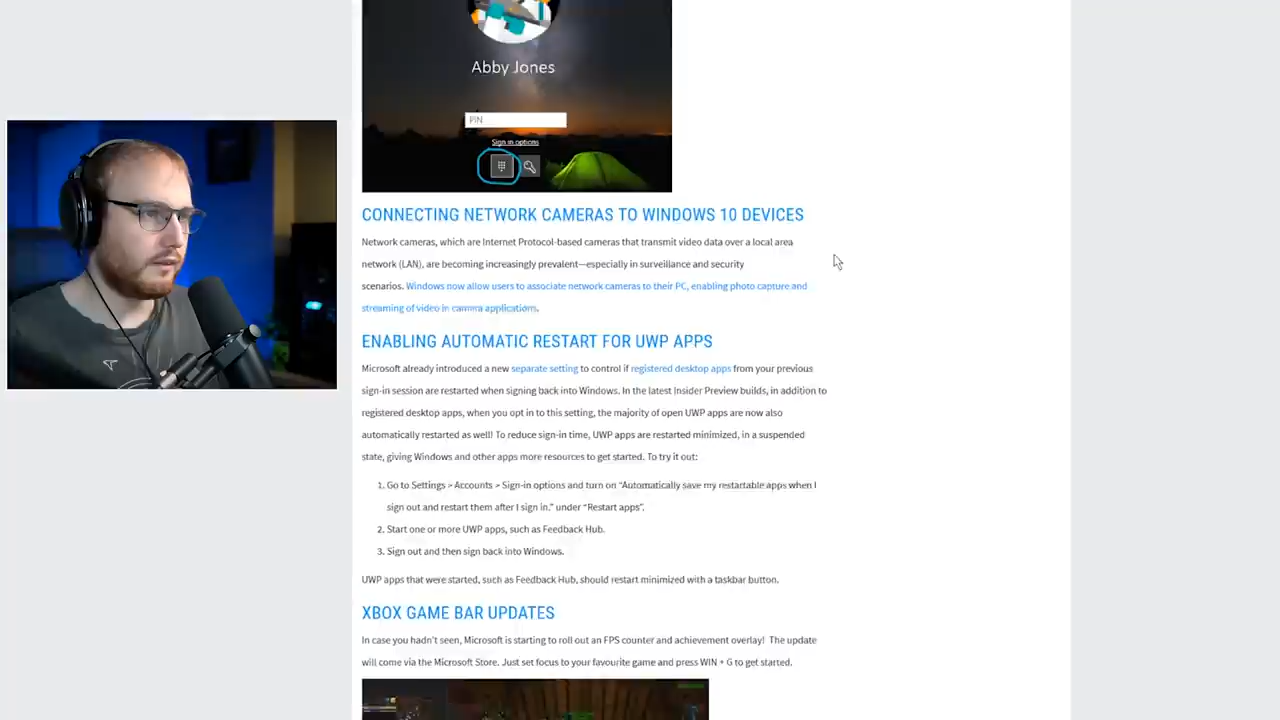 Abby Jones
PIN
Sign in options
CONNECTING NETWORK CAMERAS TO WINDOWS 10 DEVICES
Network cameras, which are Internet Protocol-based cameras that transmit video data over a local area
network (LAN), are becoming increasingly prevalent—especially in surveillance and security
scenarios. Windows now allow users to associate network cameras to their PC, enabling photo capture and
streaming of video in camera applications.
ENABLING AUTOMATIC RESTART FOR UWP APPS
Microsoft already introduced a new separate setting to control if registered desktop apps from your previous
sign-in session are restarted when signing back into Windows. In the latest Insider Preview builds, in addition to
registered desktop apps, when you opt in to this setting, the majority of open UWP apps are now also
automatically restarted as well! To reduce sign-in time, UWP apps are restarted minimized, in a suspended
state, giving Windows and other apps more resources to get started. To try it out:
1. Go to Settings > Accounts > Sign-in options and turn on "Automatically save my restartable apps when I
sign out and restart them after I sign in." under "Restart apps".
2. Start one or more UWP apps, such as Feedback Hub.
3. Sign out and then sign back into Windows.
UWP apps that were started, such as Feedback Hub, should restart minimized with a taskbar button.
XBOX GAME BAR UPDATES
In case you hadn't seen, Microsoft is starting to roll out an FPS counter and achievement overlay! The update
will come via the Microsoft Store. Just set focus to your favourite game and press WIN + G to get started.